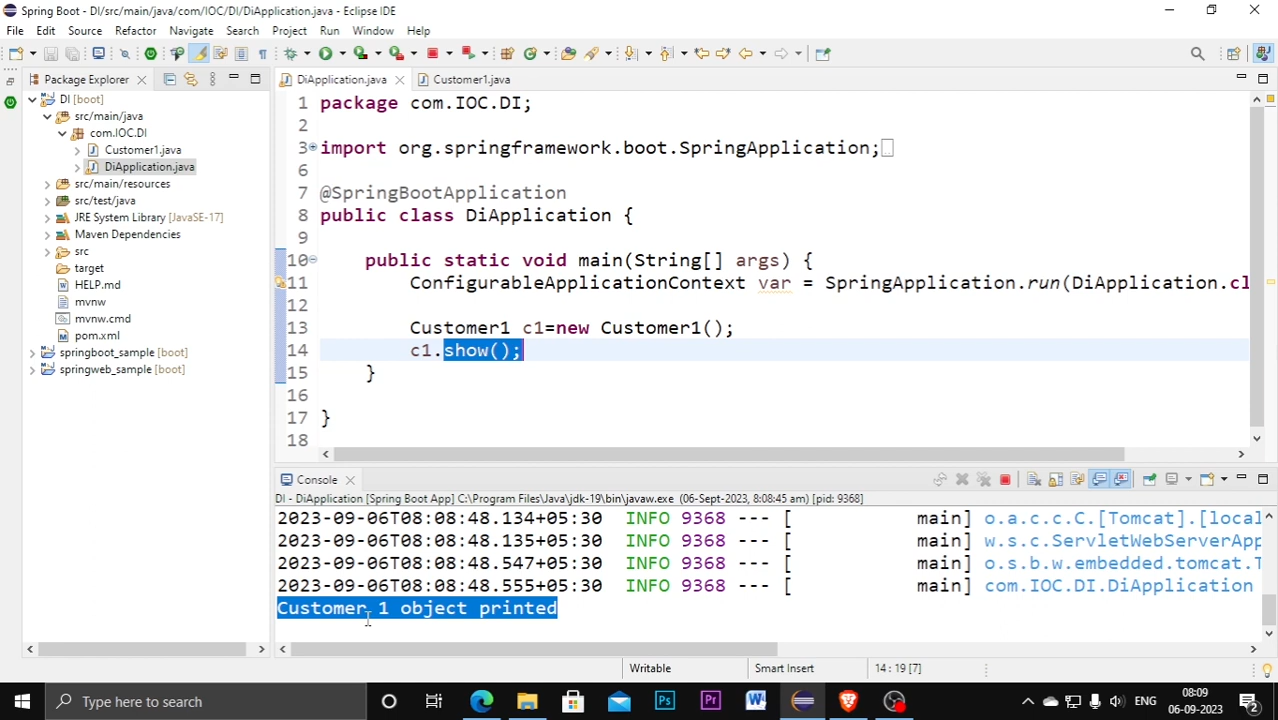 Spring Boot - DI/src/main/java/com/IOC/DI/DiApplication.java - Eclipse IDE
File Edit Source Refactor Navigate Search Project Run Window Help
Package Explorer
DI [boot]
src/main/java
com.IOC.DI
Customer1.java
DiApplication.java
src/main/resources
src/test/java
JRE System Library [JavaSE-17]
Maven Dependencies
src
target
HELP.md
mvnw
mvnw.cmd
pom.xml
springboot_sample [boot]
springweb_sample [boot]
DiApplication.java Customer1.java
1 package com.IOC.DI;
2
3 import org.springframework.boot.SpringApplication;
6
7 @SpringBootApplication
8 public class DiApplication {
9
10 public static void main(String[] args) {
11 ConfigurableApplicationContext var = SpringApplication.run(DiApplication.cl
12
13 Customer1 c1=new Customer1();
14 c1.show();
15 }
16
17 }
18
Console
DI - DiApplication [Spring Boot App] C:\Program Files\Java\jdk-19\bin\javaw.exe (06-Sept-2023, 8:08:45 am) [pid: 9368]
2023-09-06T08:08:48.134+05:30 INFO 9368 --- [ main] o.a.c.c.C.[Tomcat].[local
2023-09-06T08:08:48.135+05:30 INFO 9368 --- [ main] w.s.c.ServletWebServerApp
2023-09-06T08:08:48.547+05:30 INFO 9368 --- [ main] o.s.b.w.embedded.tomcat.T
2023-09-06T08:08:48.555+05:30 INFO 9368 --- [ main] com.IOC.DI.DiApplication
Customer 1 object printed
Writable Smart Insert 14 : 19 [7]
Type here to search
Ps Pr W
ENG
08:09
06-09-2023
2